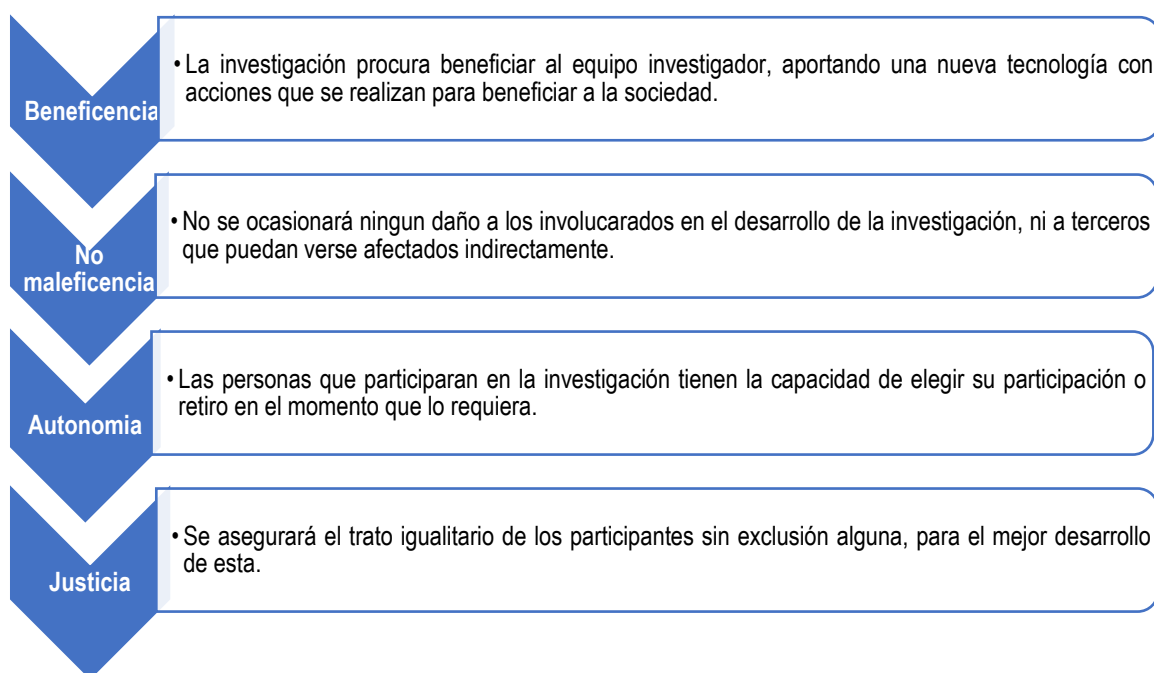 Beneficencia
• La investigación procura beneficiar al equipo investigador, aportando una nueva tecnología con
acciones que se realizan para beneficiar a la sociedad.
No
maleficencia
• No se ocasionará ningun daño a los involucarados en el desarrollo de la investigación, ni a terceros
que puedan verse afectados indirectamente.
Autonomia
• Las personas que participaran en la investigación tienen la capacidad de elegir su participación o
retiro en el momento que lo requiera.
Justicia
• Se asegurará el trato igualitario de los participantes sin exclusión alguna, para el mejor desarrollo
de esta.